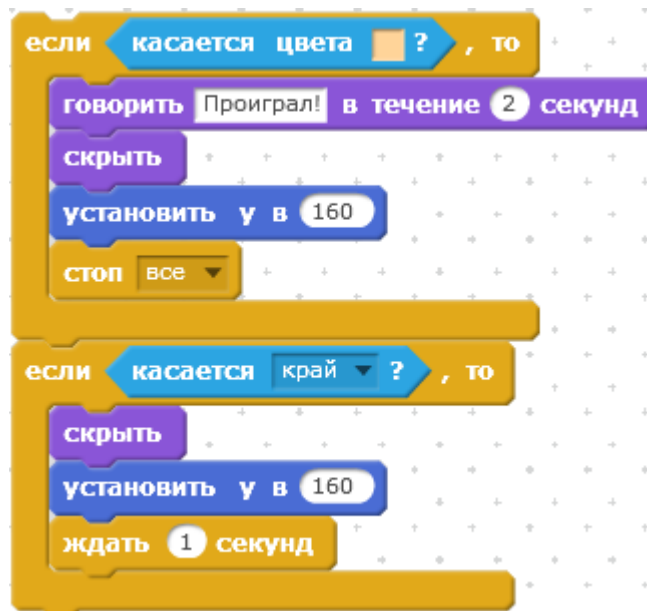 если касается цвета ? , то
говорить Проиграл! в течение 2 секунд
скрыть
установить y в 160
стоп все
если касается край ? , то
скрыть
установить y в 160
ждать 1 секунд